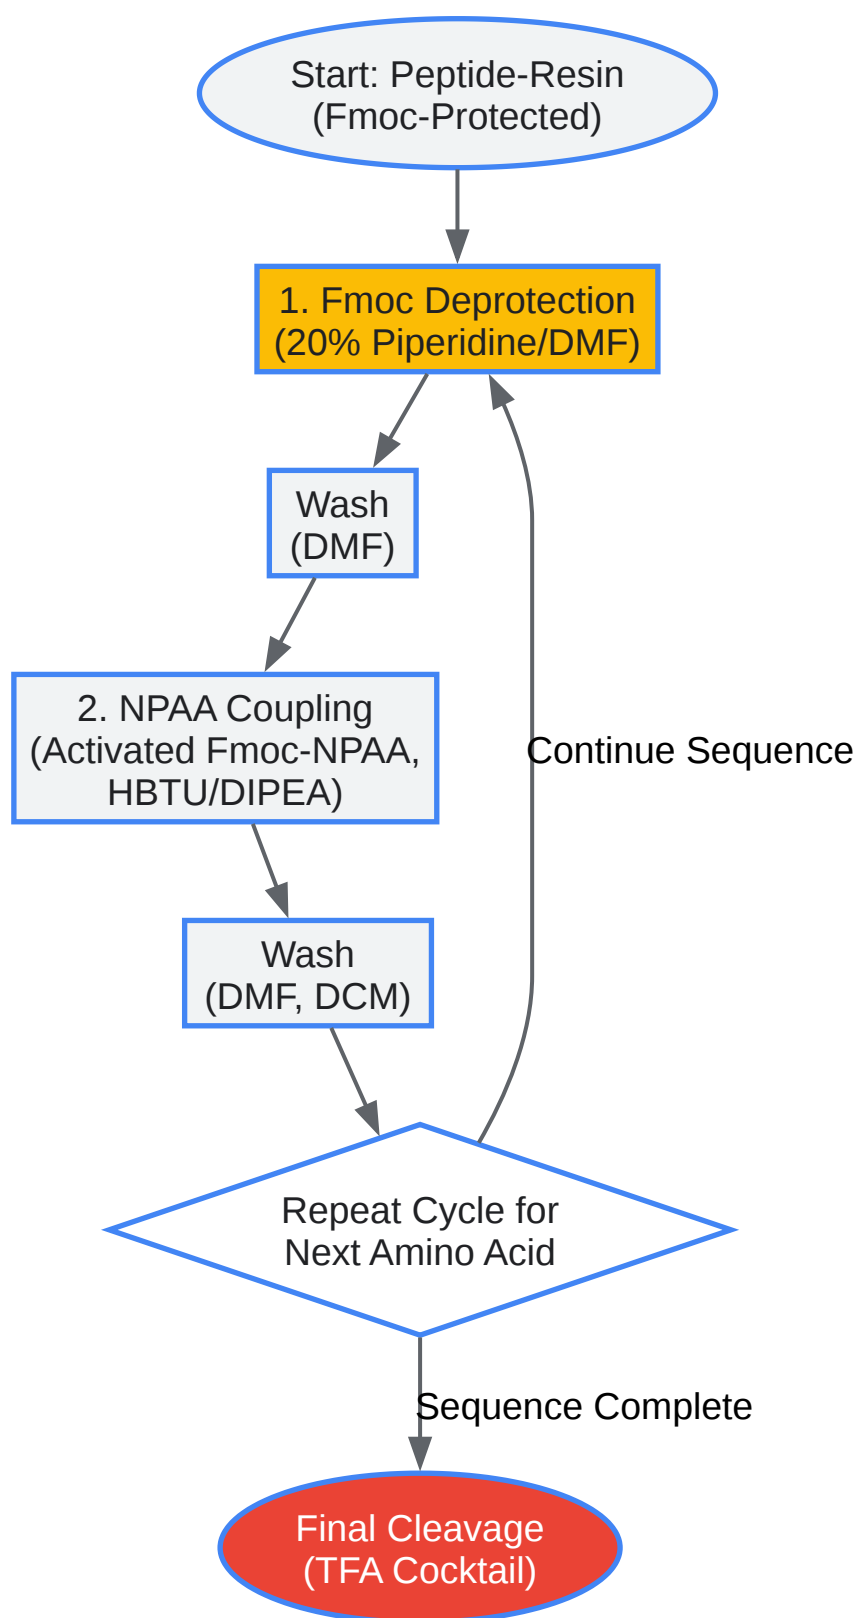 Start: Peptide-Resin
(Fmoc-Protected)
1. Fmoc Deprotection
(20% Piperidine/DMF)
Wash
(DMF)
2. NPAA Coupling
(Activated Fmoc-NPAA,
HBTU/DIPEA)
Continue Sequence
Wash
(DMF, DCM)
Repeat Cycle for
Next Amino Acid
Sequence Complete
Final Cleavage
(TFA Cocktail)